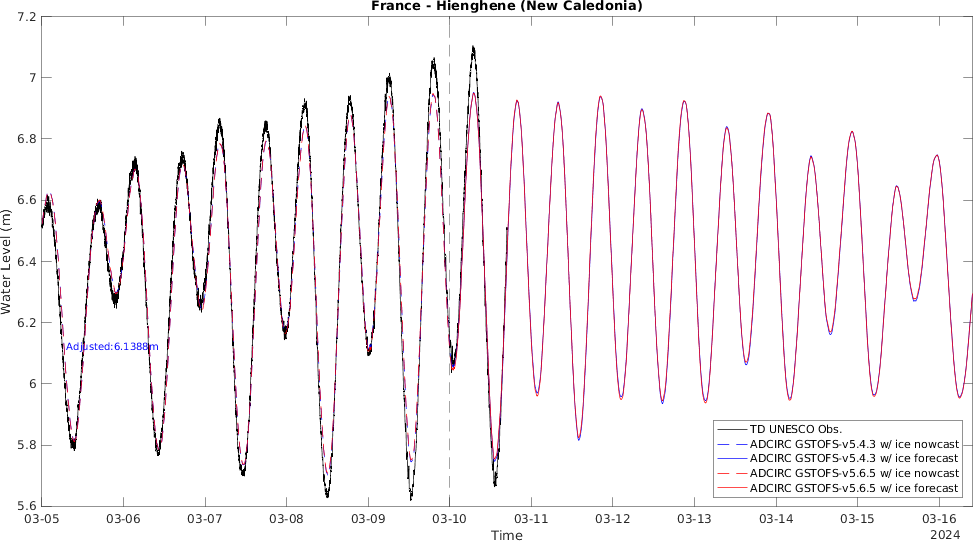 France - Hienghene (New Caledonia)
7.2
7
6.8
6.6
6.4
6.2
6
5.8
5.6
Water Level (m)
Adjusted:6.1388m
TD UNESCO Obs.
ADCIRC GSTOFS-v5.4.3 w/ ice nowcast
ADCIRC GSTOFS-v5.4.3 w/ ice forecast
ADCIRC GSTOFS-v5.6.5 w/ ice nowcast
ADCIRC GSTOFS-v5.6.5 w/ ice forecast
03-05 03-06 03-07 03-08 03-09 03-10 03-11 03-12 03-13 03-14 03-15 03-16
2024
Time